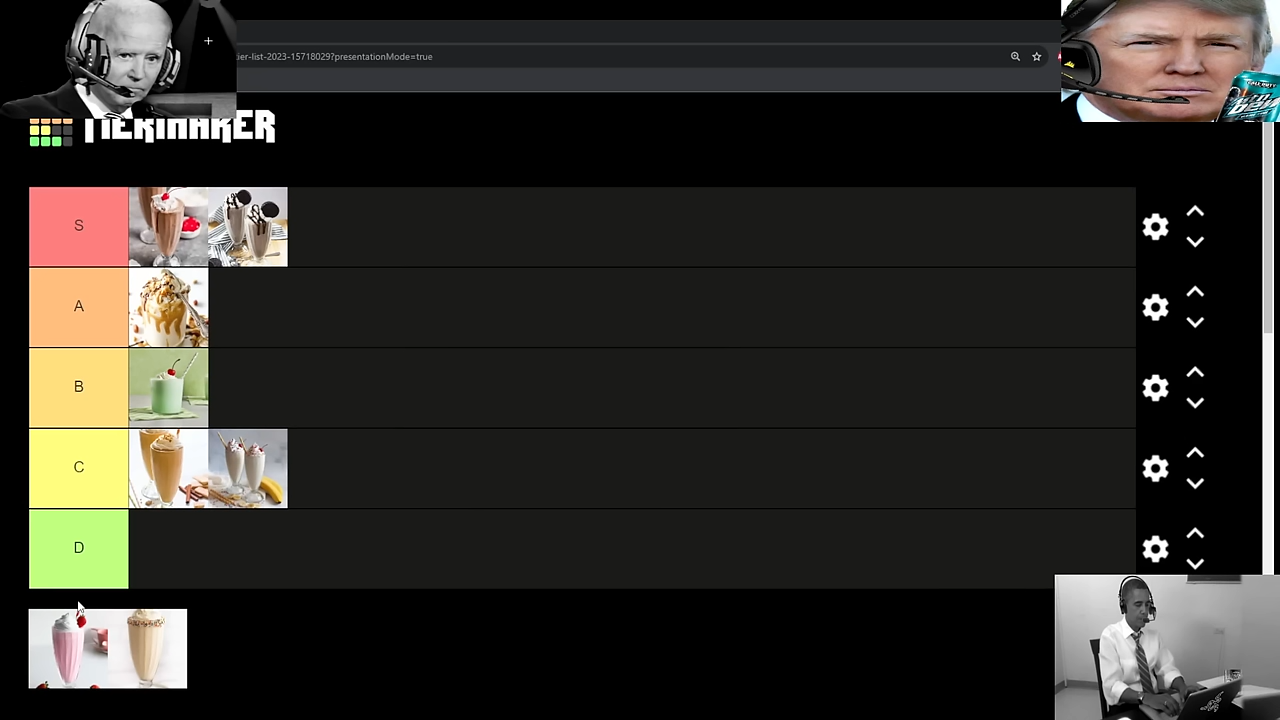 ier-list-2023-15718029?presentationMode=true
TIERMAKER
S
A
B
C
D